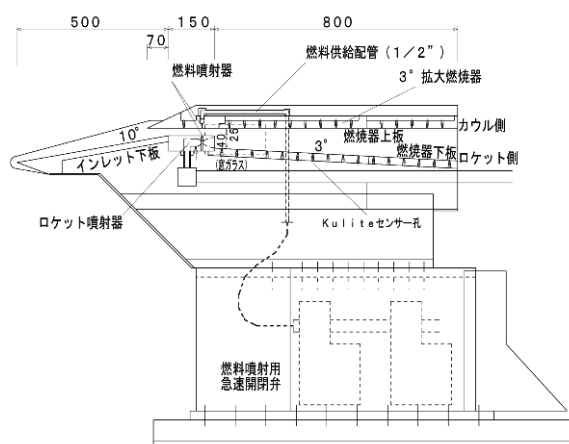 500
150
800
70
燃料供給配管（1／2”）
燃料噴射器
3°拡大燃焼器
カウル側
10°
40
25
燃焼器上板
燃焼器下板
ロケット側
インレット下板
3°
(窓ガラス)
ロケット噴射器
Kuliteセンサー孔
燃料噴射用
急速開閉弁